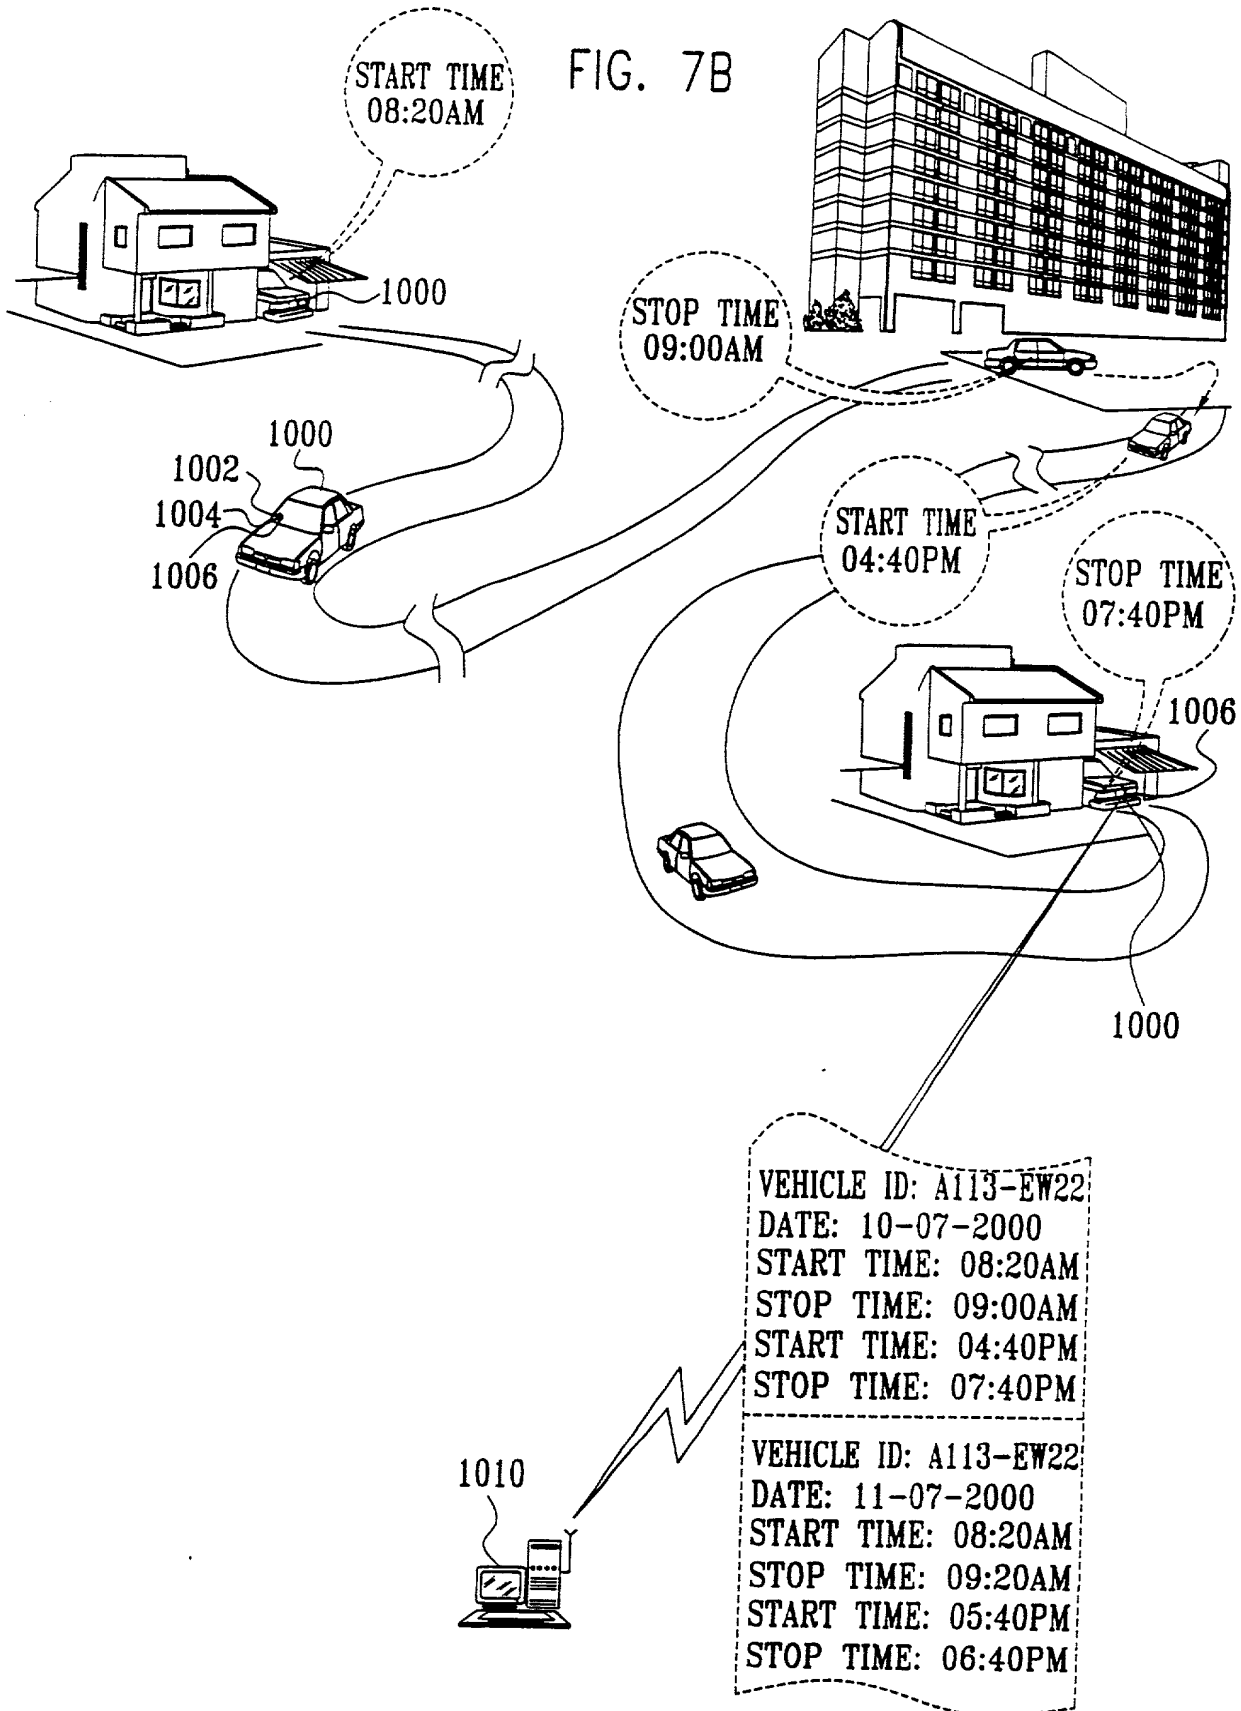 FIG. 7B
START TIME
08:20AM
1000
STOP TIME
09:00AM
1000
1002
1004
1006
START TIME
04:40PM
STOP TIME
07:40PM
1006
1000
VEHICLE ID: A113-EW22
DATE: 10-07-2000
START TIME: 08:20AM
STOP TIME: 09:00AM
START TIME: 04:40PM
STOP TIME: 07:40PM
VEHICLE ID: A113-EW22
DATE: 11-07-2000
START TIME: 08:20AM
STOP TIME: 09:20AM
START TIME: 05:40PM
STOP TIME: 06:40PM
1010